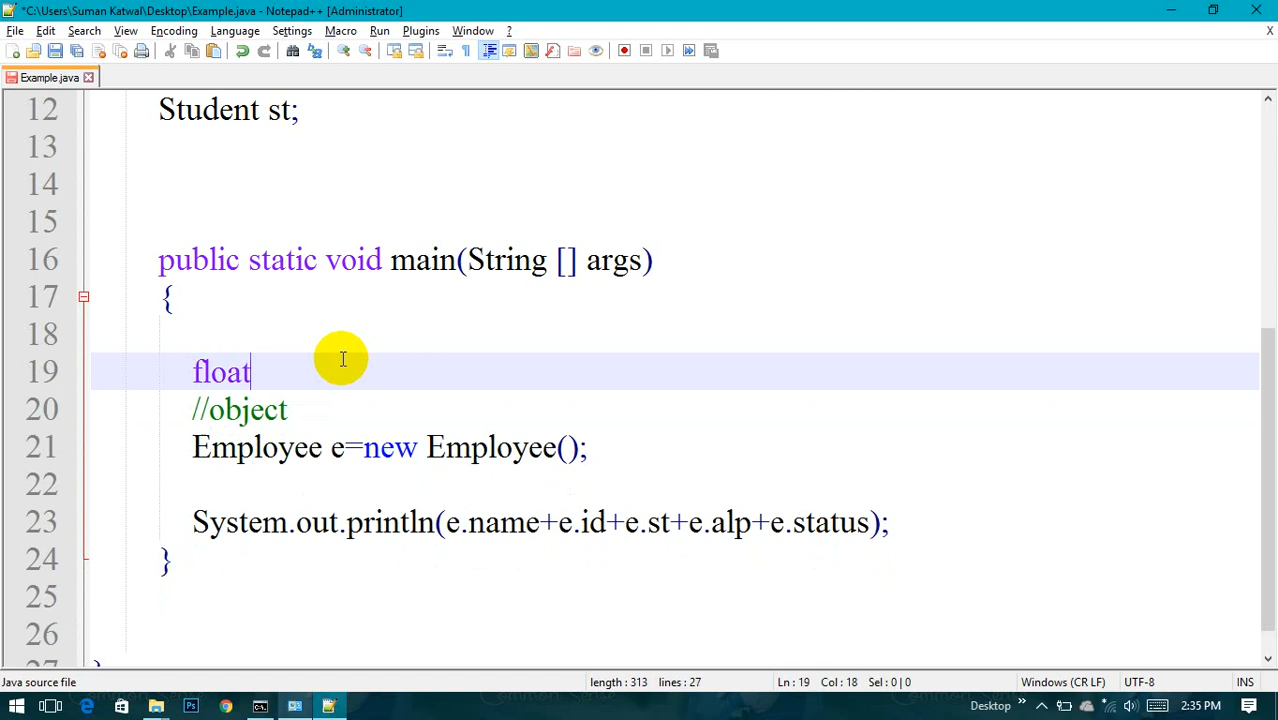 *C:\Users\Suman Katwal\Desktop\Example.java - Notepad++ [Administrator]
File Edit Search View Encoding Language Settings Macro Run Plugins Window ? X
Example.java
12 Student st;
13
14
15
16 public static void main(String [] args)
17 {
18
19 float
20 //object
21 Employee e=new Employee();
22
23 System.out.println(e.name+e.id+e.st+e.alp+e.status);
24 }
25
26
27 }
Java source file length : 313 lines : 27 Ln : 19 Col : 18 Sel : 0 | 0 Windows (CR LF) UTF-8 INS
Desktop 2:35 PM